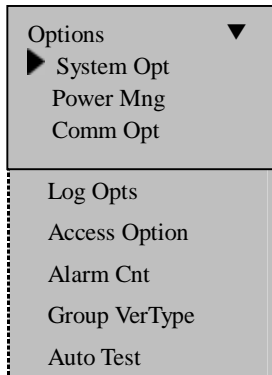 Options ▼
System Opt
Power Mng
Comm Opt
Log Opts
Access Option
Alarm Cnt
Group VerType
Auto Test